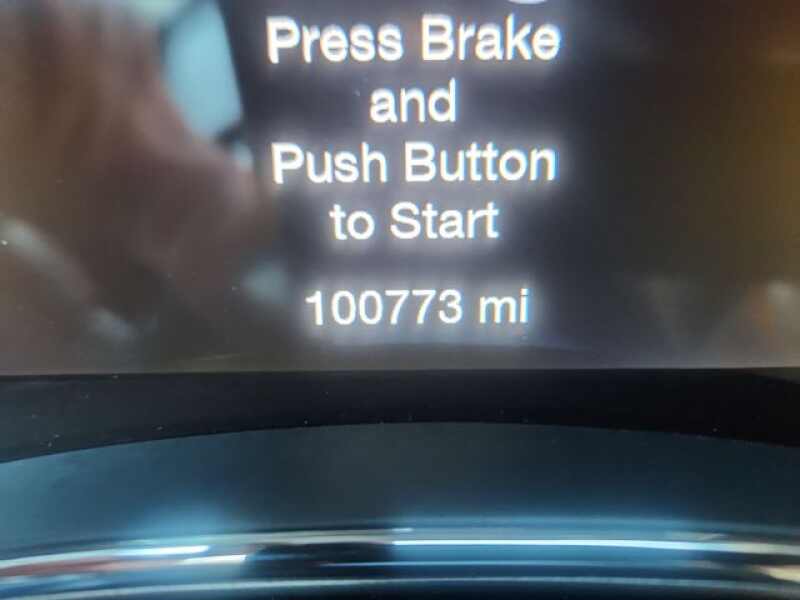 Press Brake
and
Push Button
to Start
100773 mi